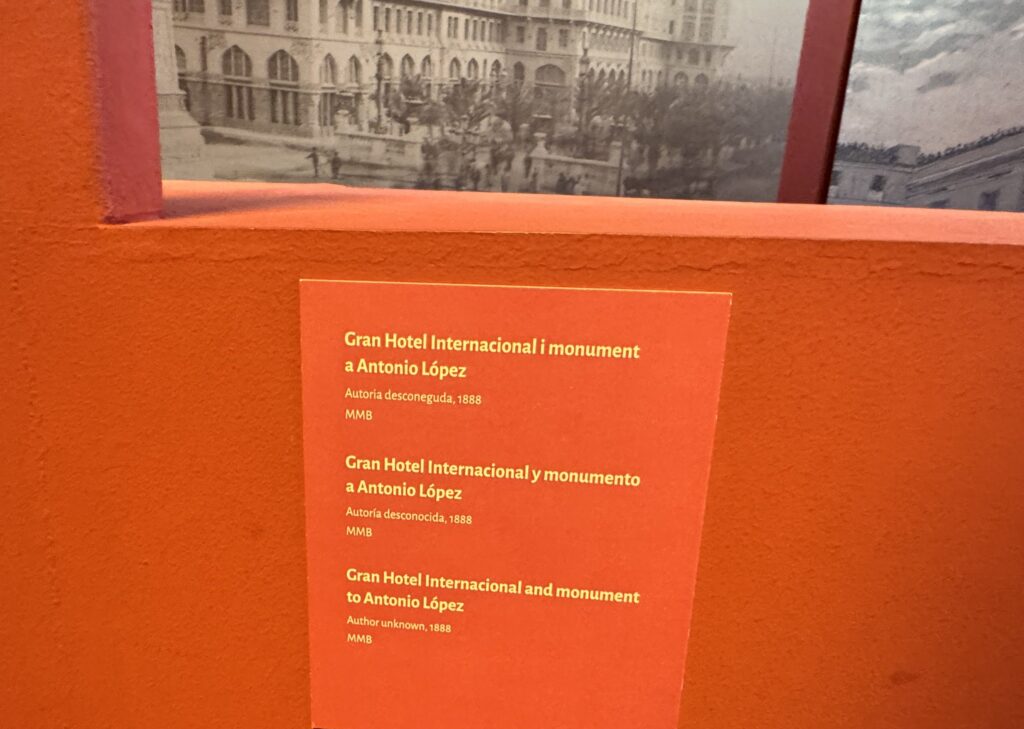 Gran Hotel Internacional i monument
a Antonio López
Autoria desconeguda, 1888
MMB
Gran Hotel Internacional y monumento
a Antonio López
Autoría desconocida, 1888
MMB
Gran Hotel Internacional and monument
to Antonio López
Author unknown, 1888
MMB